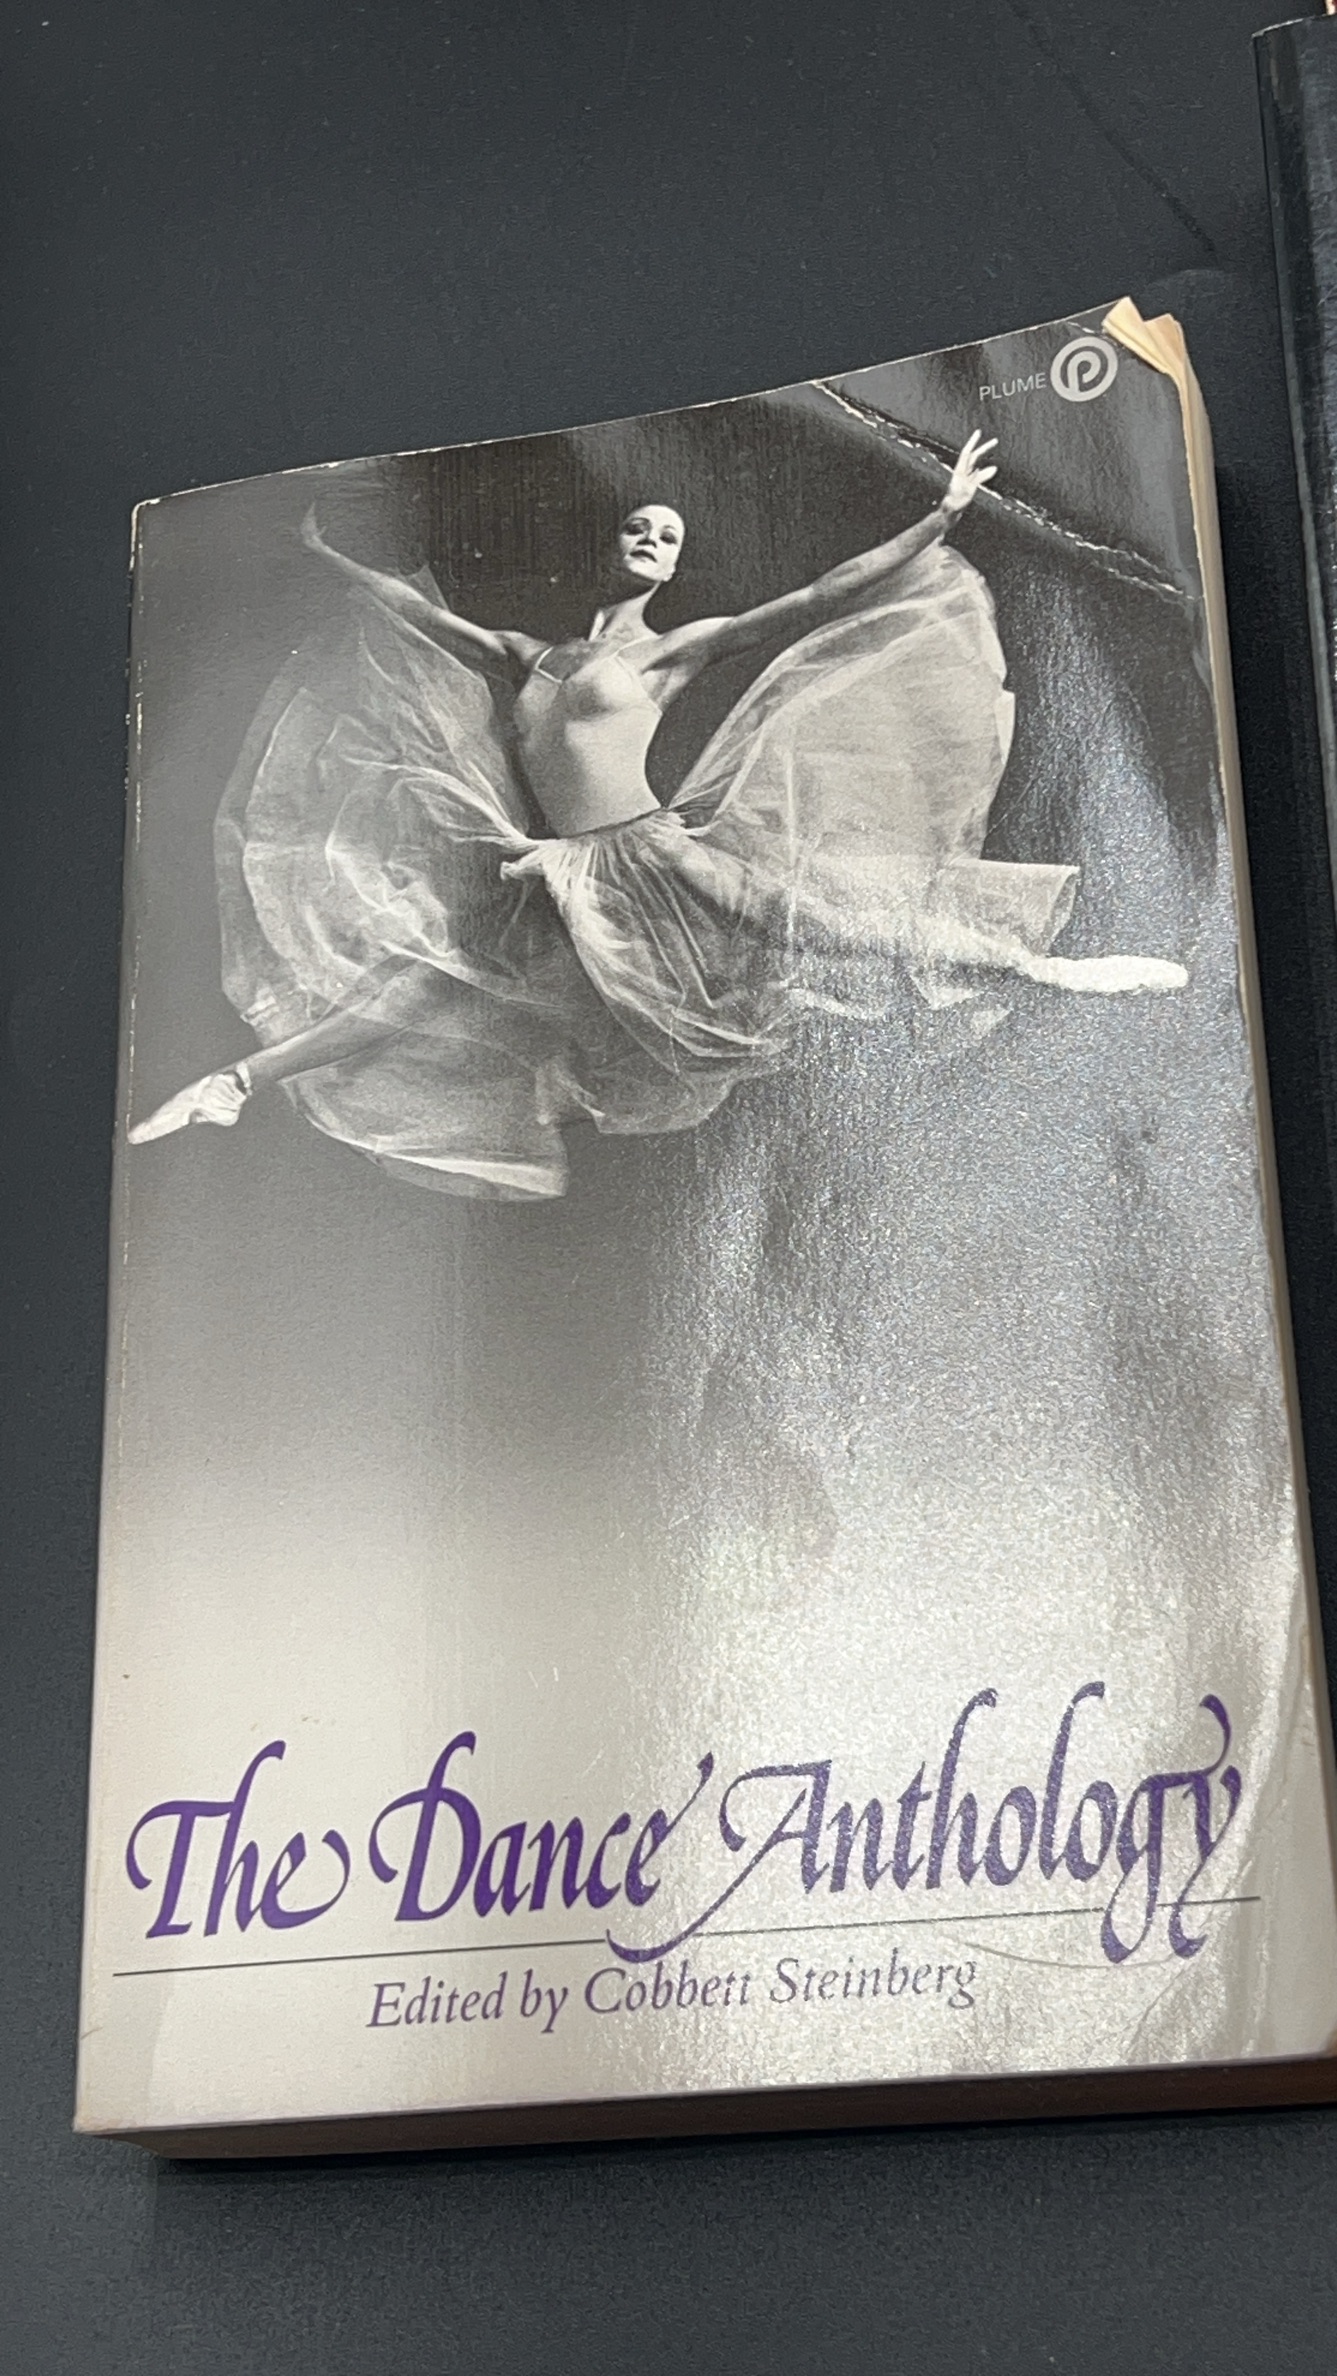 PLUME
The Dance Anthology
Edited by Cobbett Steinberg